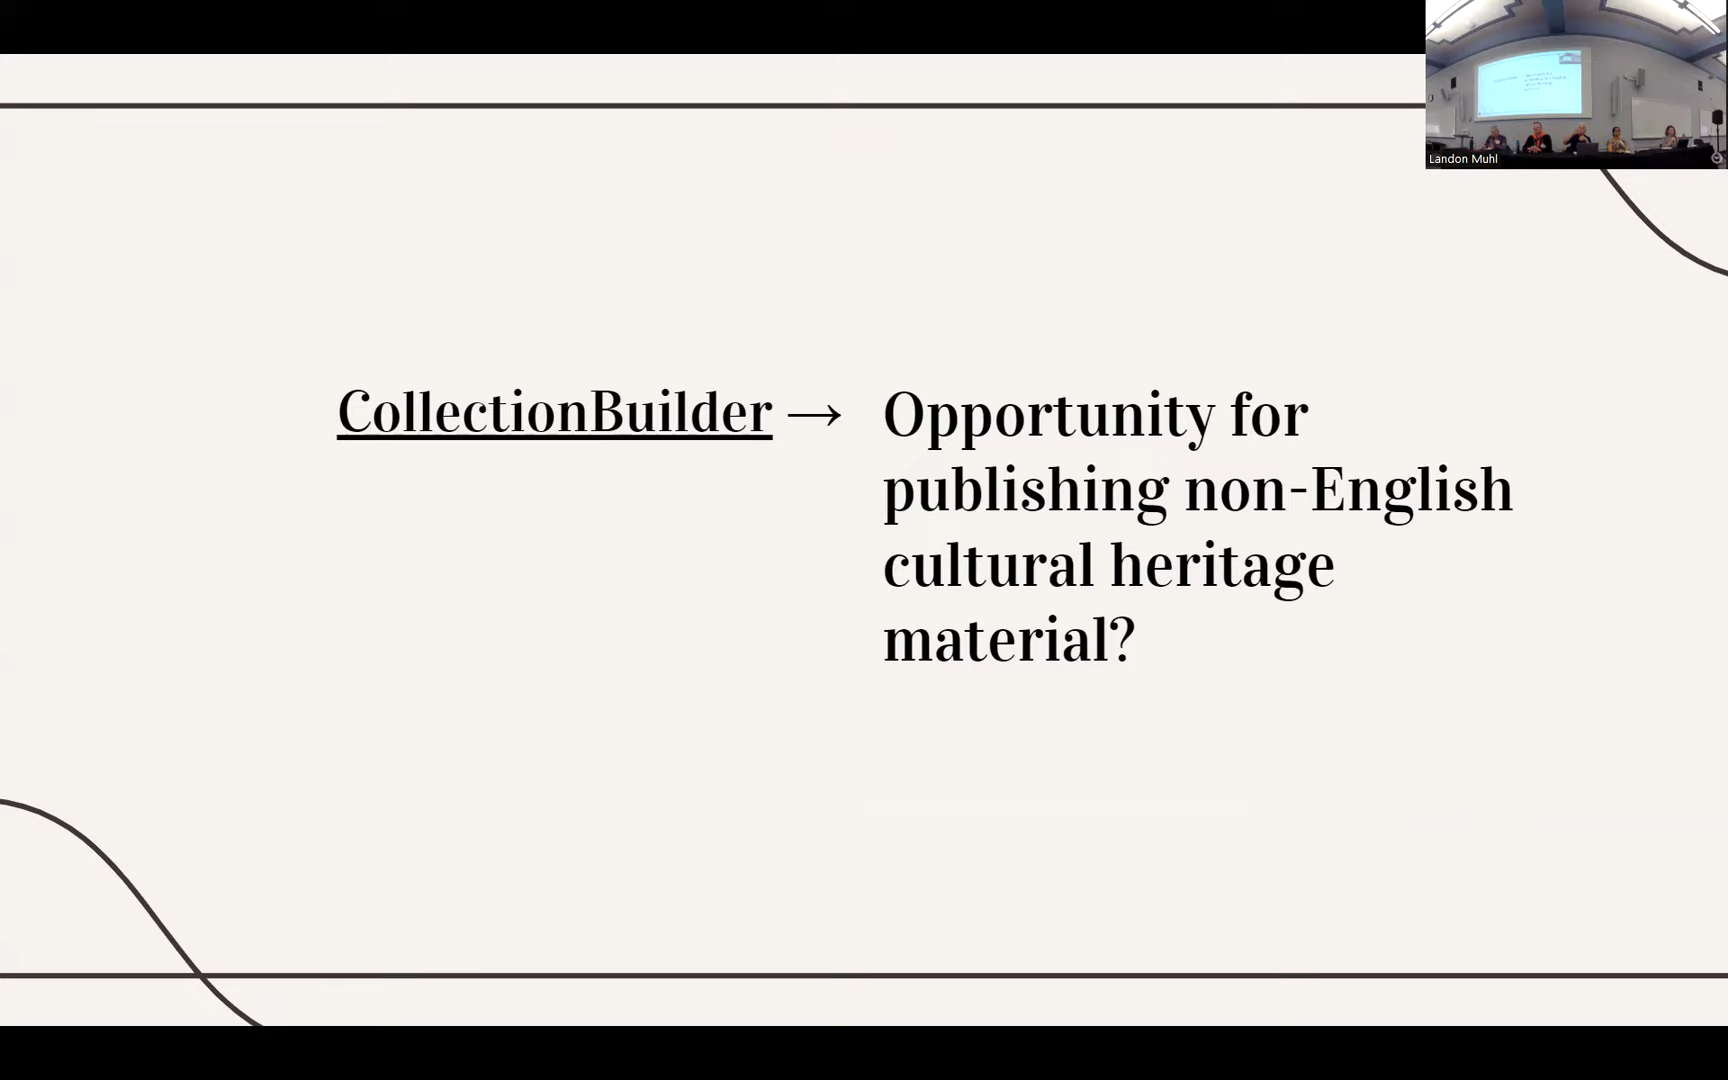 Landon Muhl
CollectionBuilder → Opportunity for
publishing non-English
cultural heritage
material?